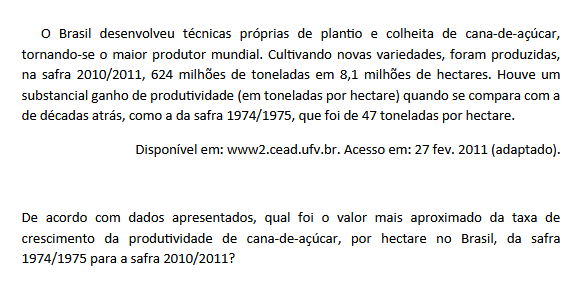 O Brasil desenvolveu técnicas próprias de plantio e colheita de cana-de-açúcar,
tornando-se o maior produtor mundial. Cultivando novas variedades, foram produzidas,
na safra 2010/2011, 624 milhões de toneladas em 8,1 milhões de hectares. Houve um
substancial ganho de produtividade (em toneladas por hectare) quando se compara com a
de décadas atrás, como a da safra 1974/1975, que foi de 47 toneladas por hectare.
Disponível em: www2.cead.ufv.br. Acesso em: 27 fev. 2011 (adaptado).
De acordo com dados apresentados, qual foi o valor mais aproximado da taxa de
crescimento da produtividade de cana-de-açúcar, por hectare no Brasil, da safra
1974/1975 para a safra 2010/2011?